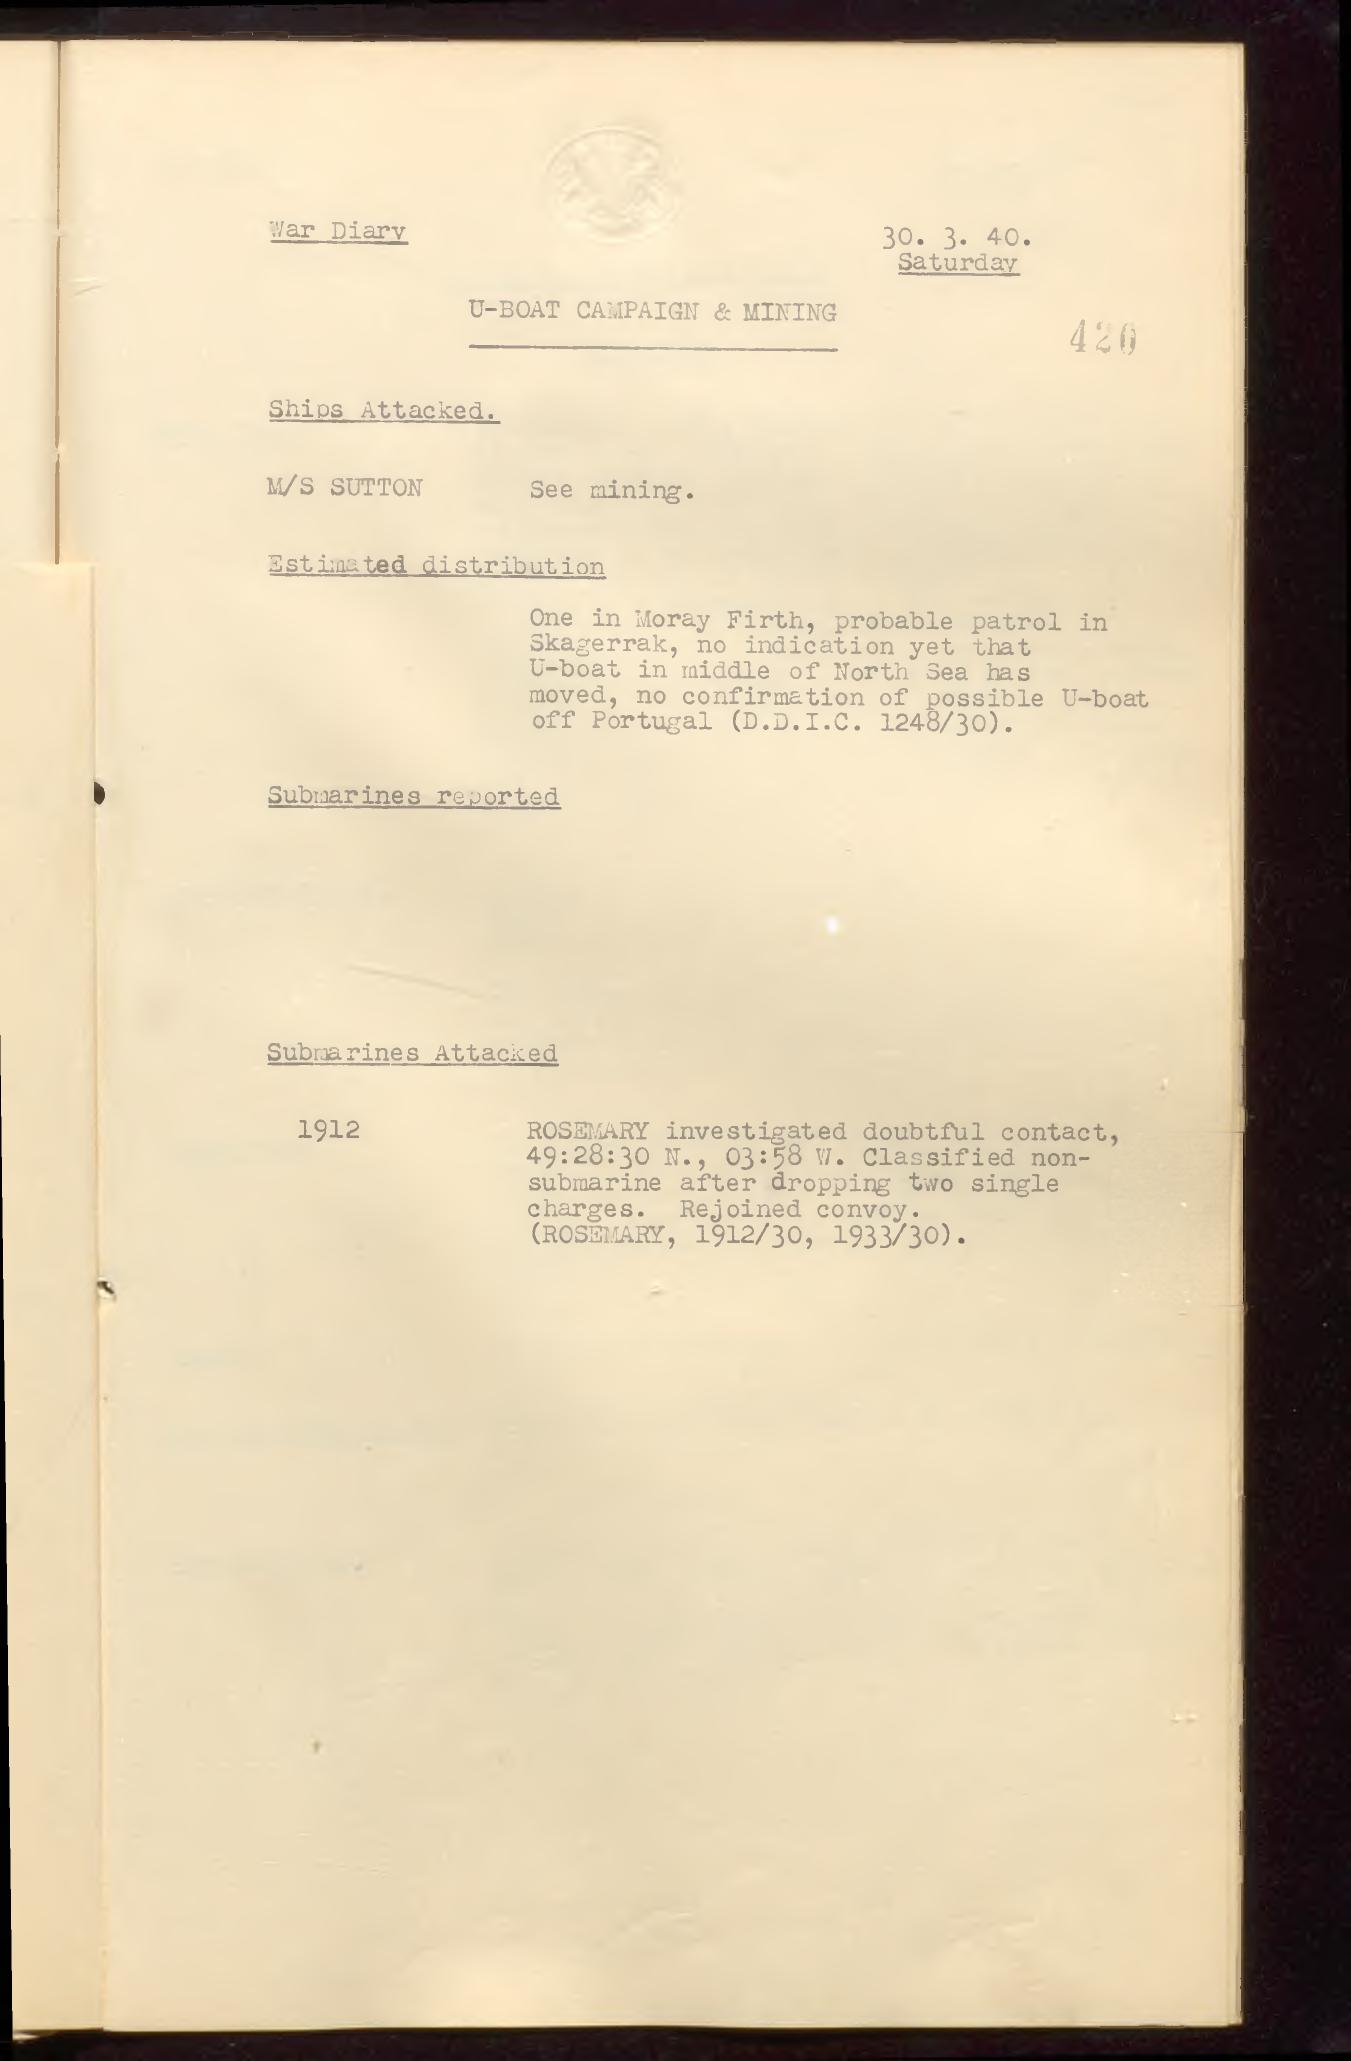 War Diary
30. 3. 40.
Saturday
U-BOAT CAMPAIGN & MINING
420
Ships Attacked.
M/S SUTTON See mining.
Estimated distribution
One in Moray Firth, probable patrol in
Skagerrak, no indication yet that
U-boat in middle of North Sea has
moved, no confirmation of possible U-boat
off Portugal (D.D.I.C. 1248/30).
Submarines reported
Submarines Attacked
1912 ROSEMARY investigated doubtful contact,
49:28:30 N., 03:58 W. Classified non-
submarine after dropping two single
charges. Rejoined convoy.
(ROSEMARY, 1912/30, 1933/30).